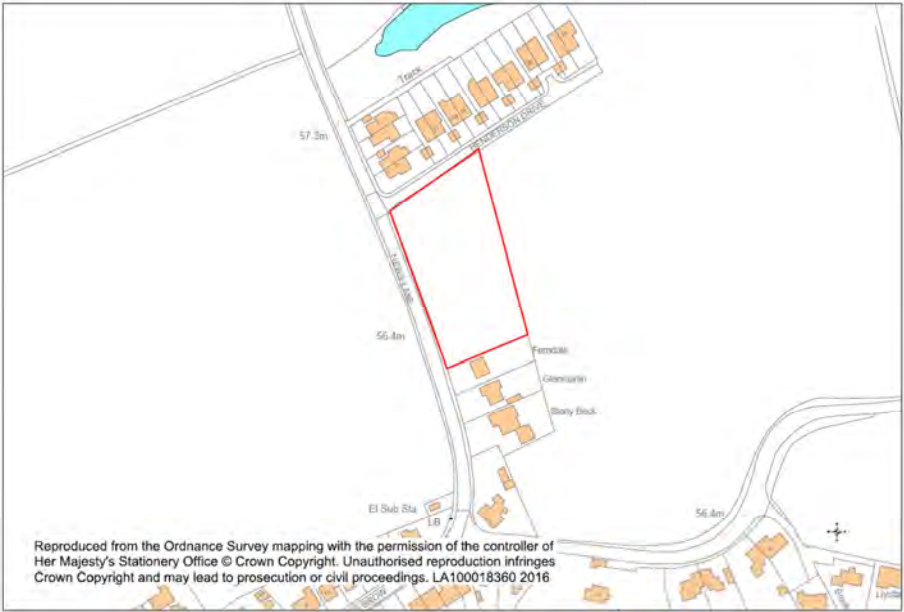 Track
HENDERSON DRIVE
57.3m
NEWS LANE
56.4m
Ferndale
Stony Beck
El Sub Sta
LB
56.4m
Reproduced from the Ordnance Survey mapping with the permission of the controller of
Her Majesty's Stationery Office © Crown Copyright. Unauthorised reproduction infringes
Crown Copyright and may lead to prosecution or civil proceedings. LA100018360 2016